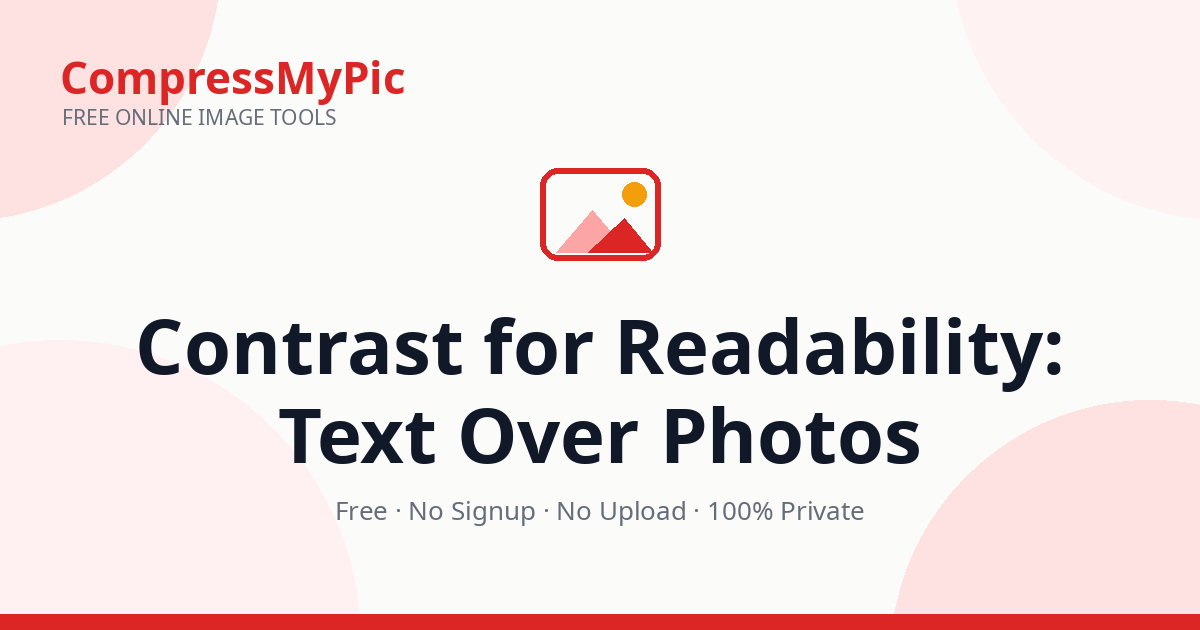 CompressMyPic
FREE ONLINE IMAGE TOOLS
Contrast for Readability:
Text Over Photos
Free · No Signup · No Upload · 100% Private